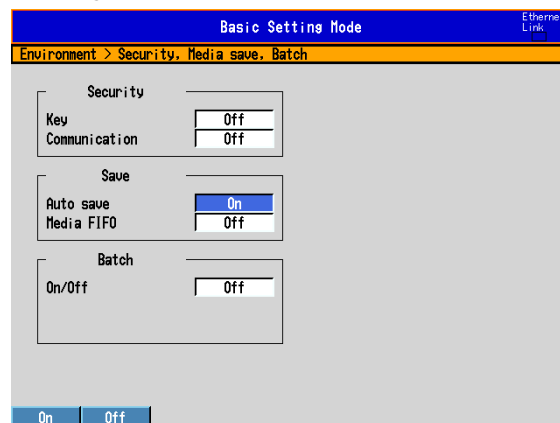 Basic Setting Mode
Etherne
Link
Environment > Security, Media save, Batch
Security
Key Off
Communication Off
Save
Auto save On
Media FIFO Off
Batch
On/Off Off
On Off